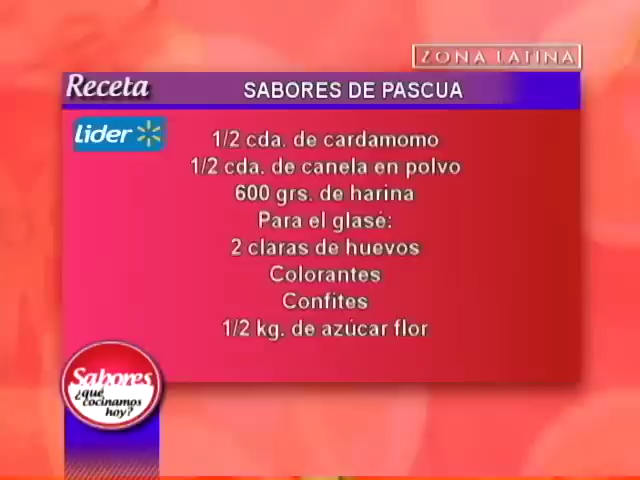 ZONA LATINA
Receta
SABORES DE PASCUA
Lider
1/2 cda. de cardamomo
1/2 cda. de canela en polvo
600 grs. de harina
Para el glasé:
2 claras de huevos
Colorantes
Confites
1/2 kg. de azúcar flor
Sabores
¿qué
cocinamos
hoy?